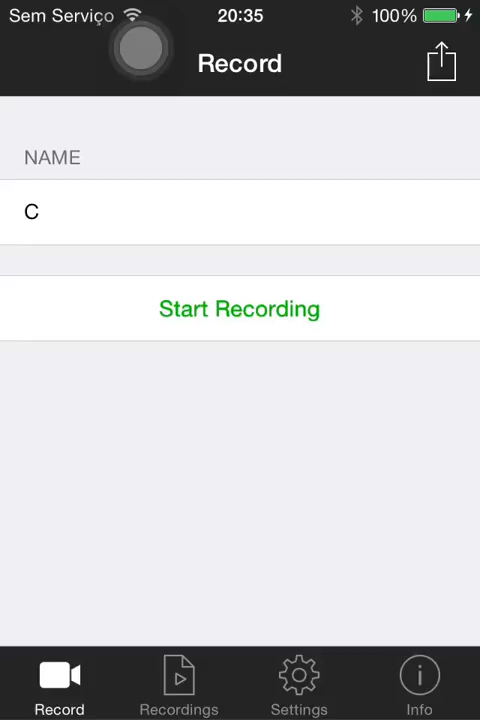 Sem Serviço 20:35 100%
Record
NAME
C
Start Recording
Record Recordings Settings Info